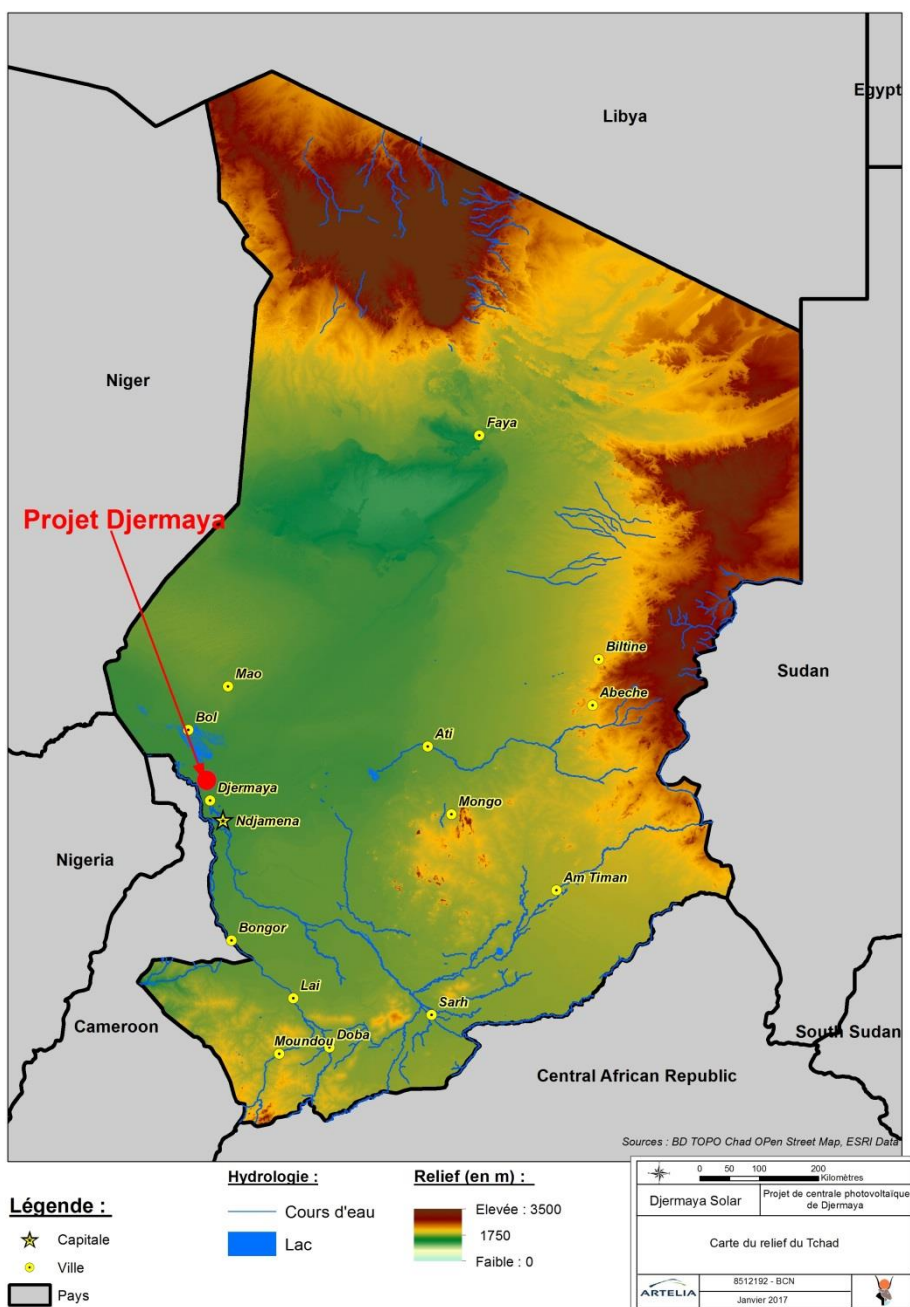 Egypt
Libya
Niger
Faya
Projet Djermaya
Biltine
Mao
Sudan
Abeche
Bol
Ati
Djermaya
Mongo
Ndjamena
Nigeria
Am Timan
Bongor
Lai
Sarh
Cameroon
South Sudan
Doba
Moundou
Central African Republic
Sources : BD TOPO Chad OPen Street Map, ESRI Data
Légende :
Capitale
Ville
Pays
Hydrologie :
Cours d'eau
Lac
Relief (en m) :
Elevée : 3500
1750
Faible : 0
0 50 100 200
Kilomètres
Djermaya Solar
Projet de centrale photovoltaïque
de Djermaya
Carte du relief du Tchad
ARTELIA
8512192 - BCN
Janvier 2017